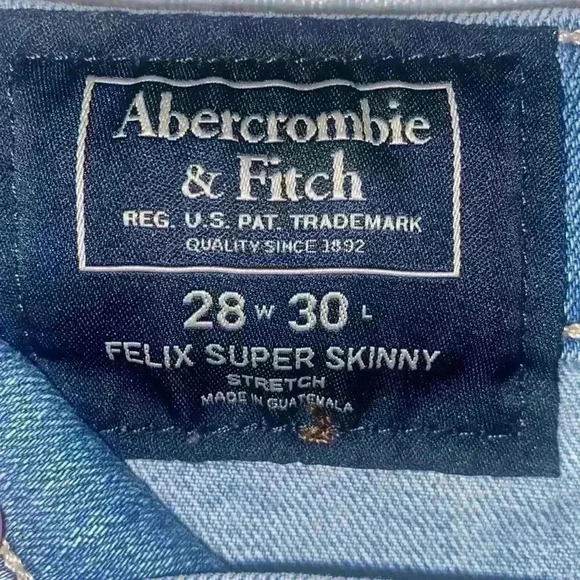 Abercrombie
& Fitch
REG. U.S. PAT. TRADEMARK
QUALITY SINCE 1892
28 W 30 L
FELIX SUPER SKINNY
STRETCH
MADE IN GUATEMALA